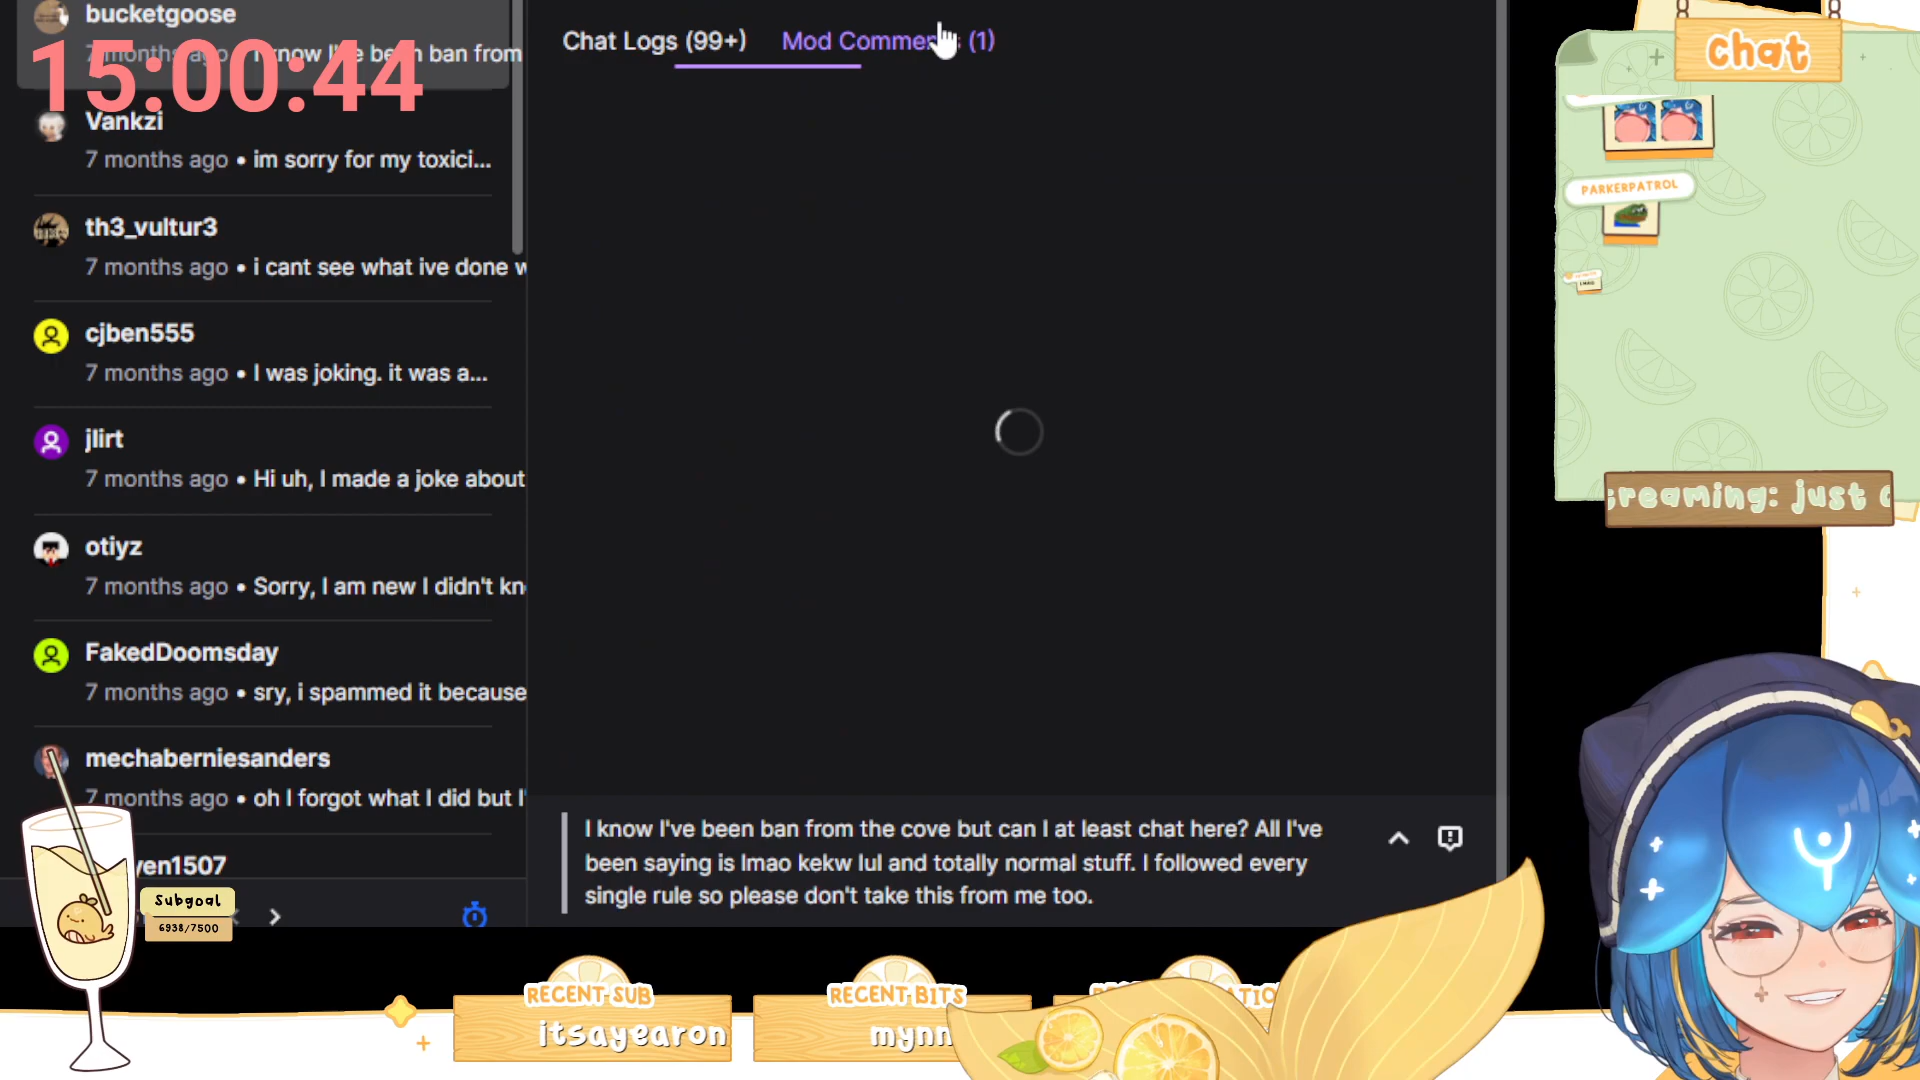 bucketgoose
15:00:44
Vankzi
7 months ago • im sorry for my toxici...
th3_vultur3
7 months ago • i cant see what ive done w
cjben555
7 months ago • I was joking. it was a...
jlirt
7 months ago • Hi uh, I made a joke about
otiyz
7 months ago • Sorry, I am new I didn't kn
FakedDoomsday
7 months ago • sry, i spammed it because
mechaberniesanders
7 months ago • oh I forgot what I did but I'
yen1507
Subgoal
6938/7500
Chat Logs (99+)
Mod Commen (1)
I know I've been ban from the cove but can I at least chat here? All I've
been saying is lmao kekw lul and totally normal stuff. I followed every
single rule so please don't take this from me too.
RECENT SUB
itsayearon
RECENT BITS
mynn
chat
PARKERPATROL
treaming: just c